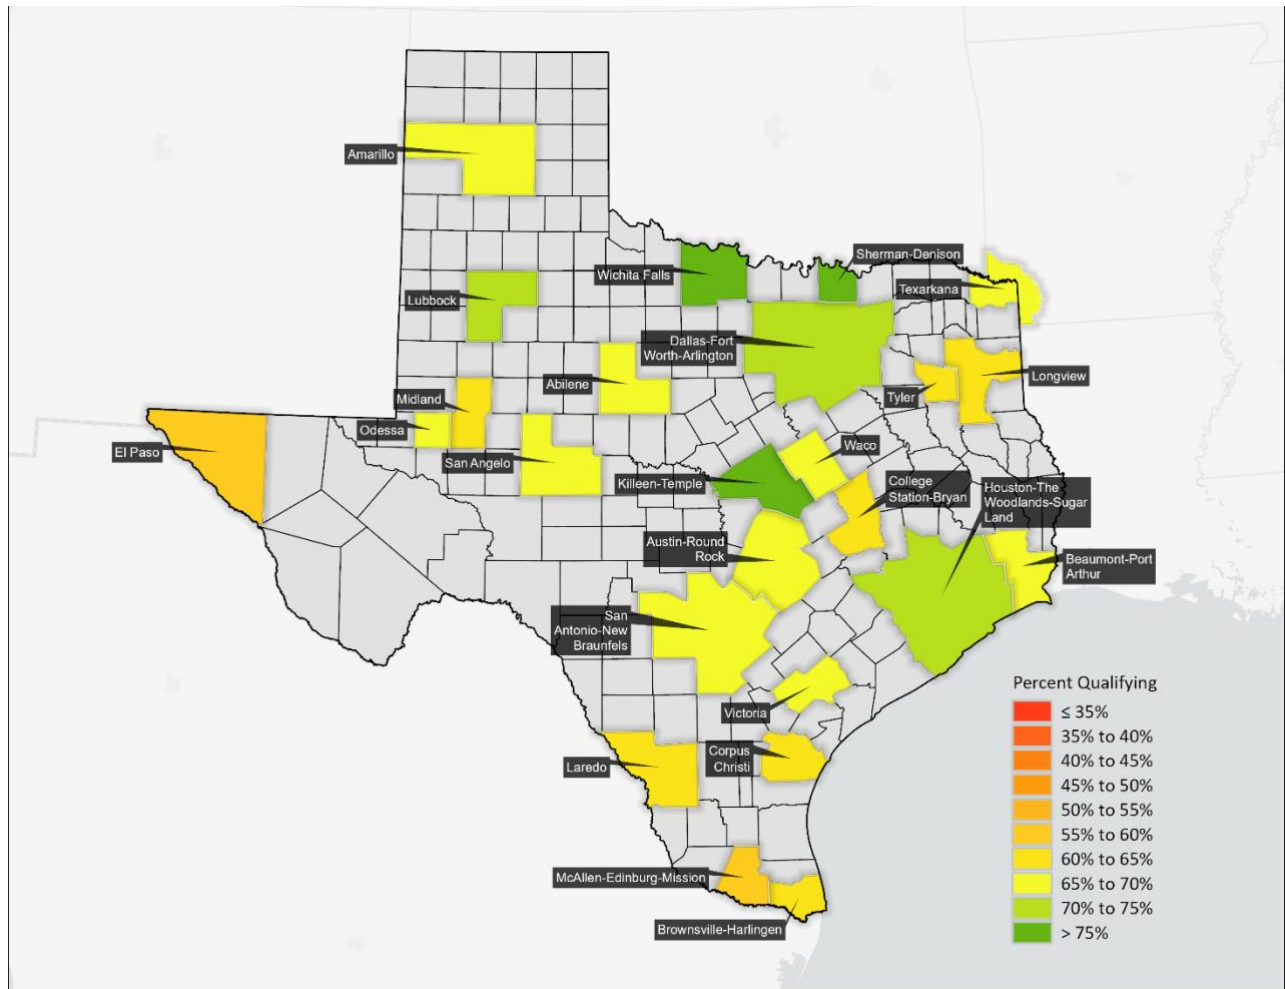 Amarillo
Sherman-Denison
Wichita Falls
Texarkana
Lubbock
Dallas-Fort
Worth-Arlington
Longview
Abilene
Midland
Tyler
Odessa
Waco
El Paso
San Angelo
Killeen-Temple
College
Station-Bryan
Houston-The
Woodlands-Sugar
Land
Austin-Round
Rock
Beaumont-Port
Arthur
San
Antonio-New
Braunfels
Victoria
Corpus
Christi
Laredo
McAllen-Edinburg-Mission
Brownsville-Harlingen
Percent Qualifying
≤ 35%
35% to 40%
40% to 45%
45% to 50%
50% to 55%
55% to 60%
60% to 65%
65% to 70%
70% to 75%
> 75%